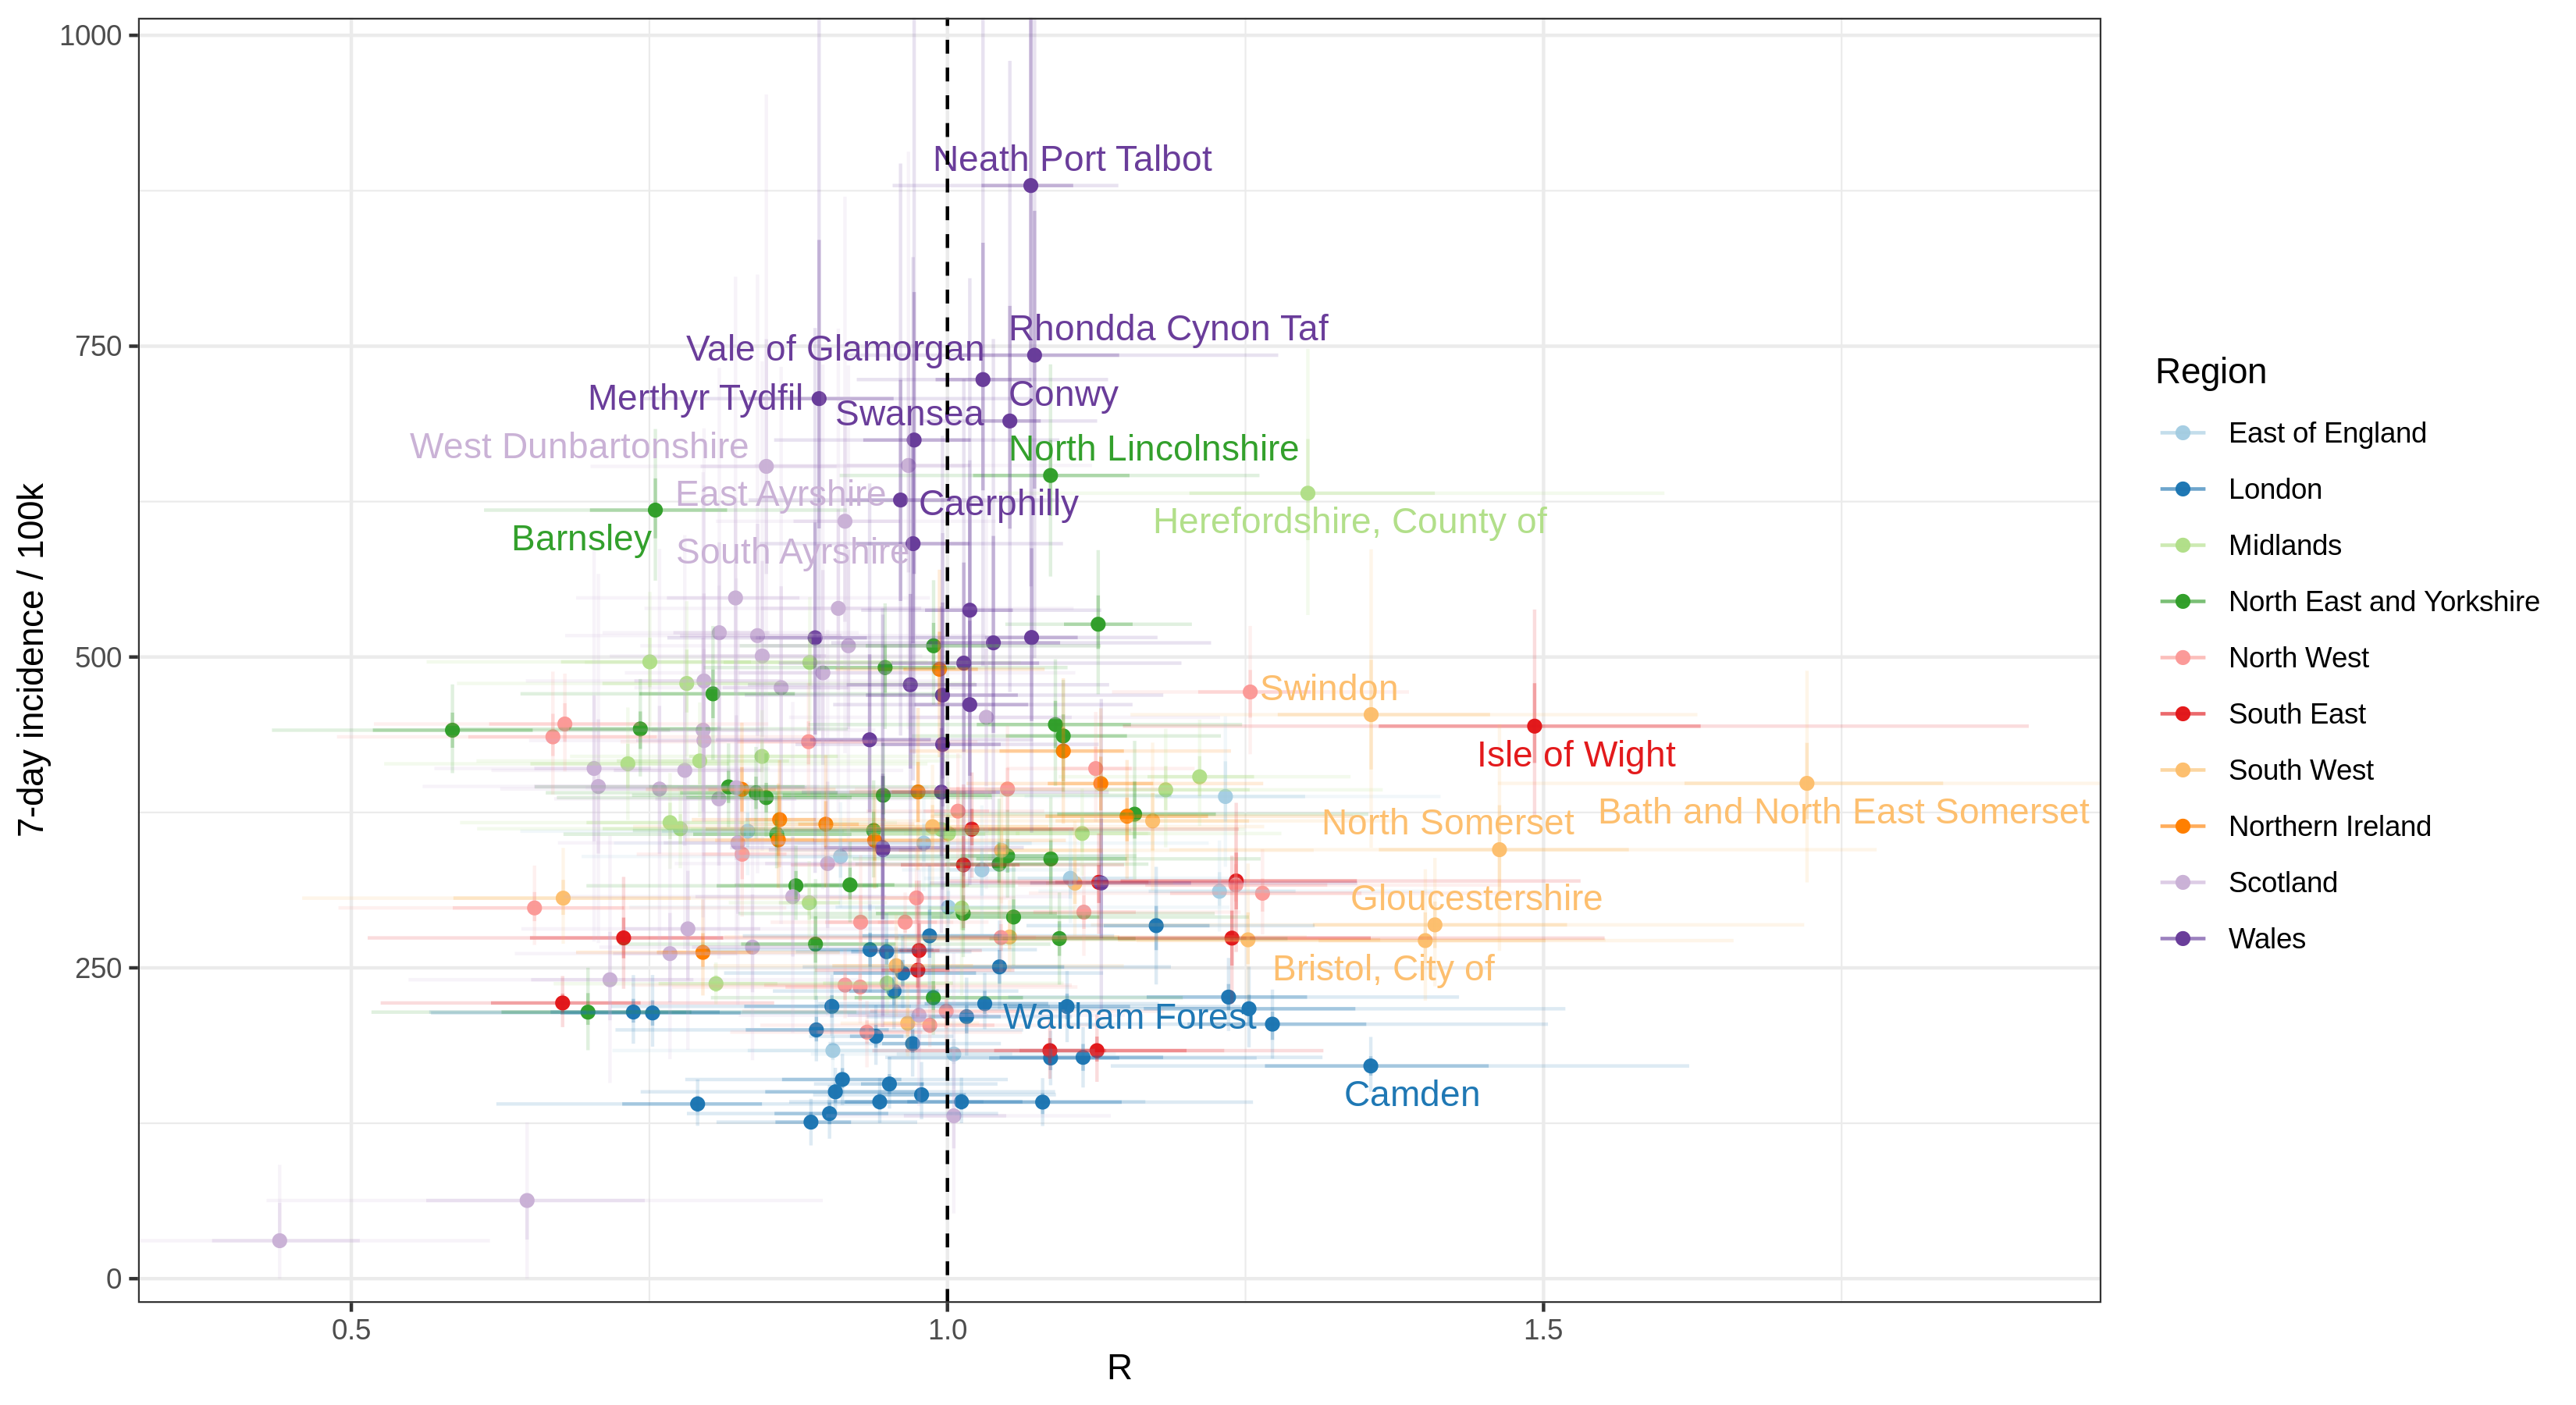 1000
750
500
250
0
7-day incidence / 100k
Neath Port Talbot
Rhondda Cynon Taf
Vale of Glamorgan
Merthyr Tydfil
Conwy
Swansea
West Dunbartonshire
North Lincolnshire
East Ayrshire
Caerphilly
Herefordshire, County of
Barnsley
South Ayrshire
Swindon
Isle of Wight
North Somerset
Bath and North East Somerset
Gloucestershire
Bristol, City of
Waltham Forest
Camden
0.5
1.0
1.5
R
Region
East of England
London
Midlands
North East and Yorkshire
North West
South East
South West
Northern Ireland
Scotland
Wales